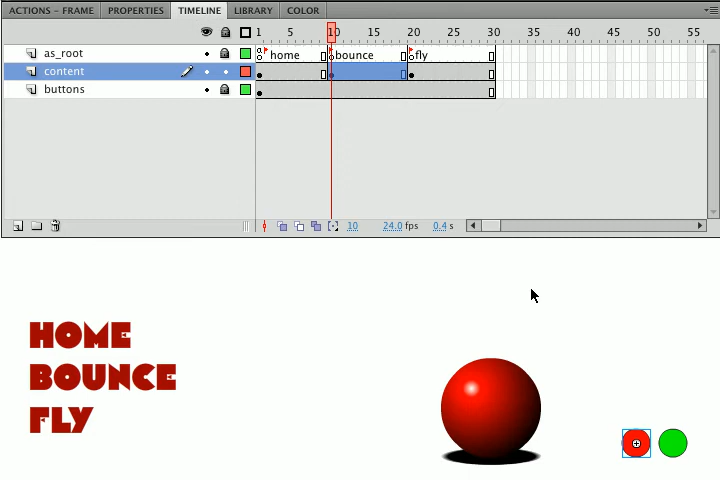 ACTIONS – FRAME PROPERTIES TIMELINE LIBRARY COLOR
1 5 10 15 20 25 30 35 40 45 50 55
as_root a home bounce fly
content
buttons
10 24.0 fps 0.4 s
HOME
BOUNCE
FLY